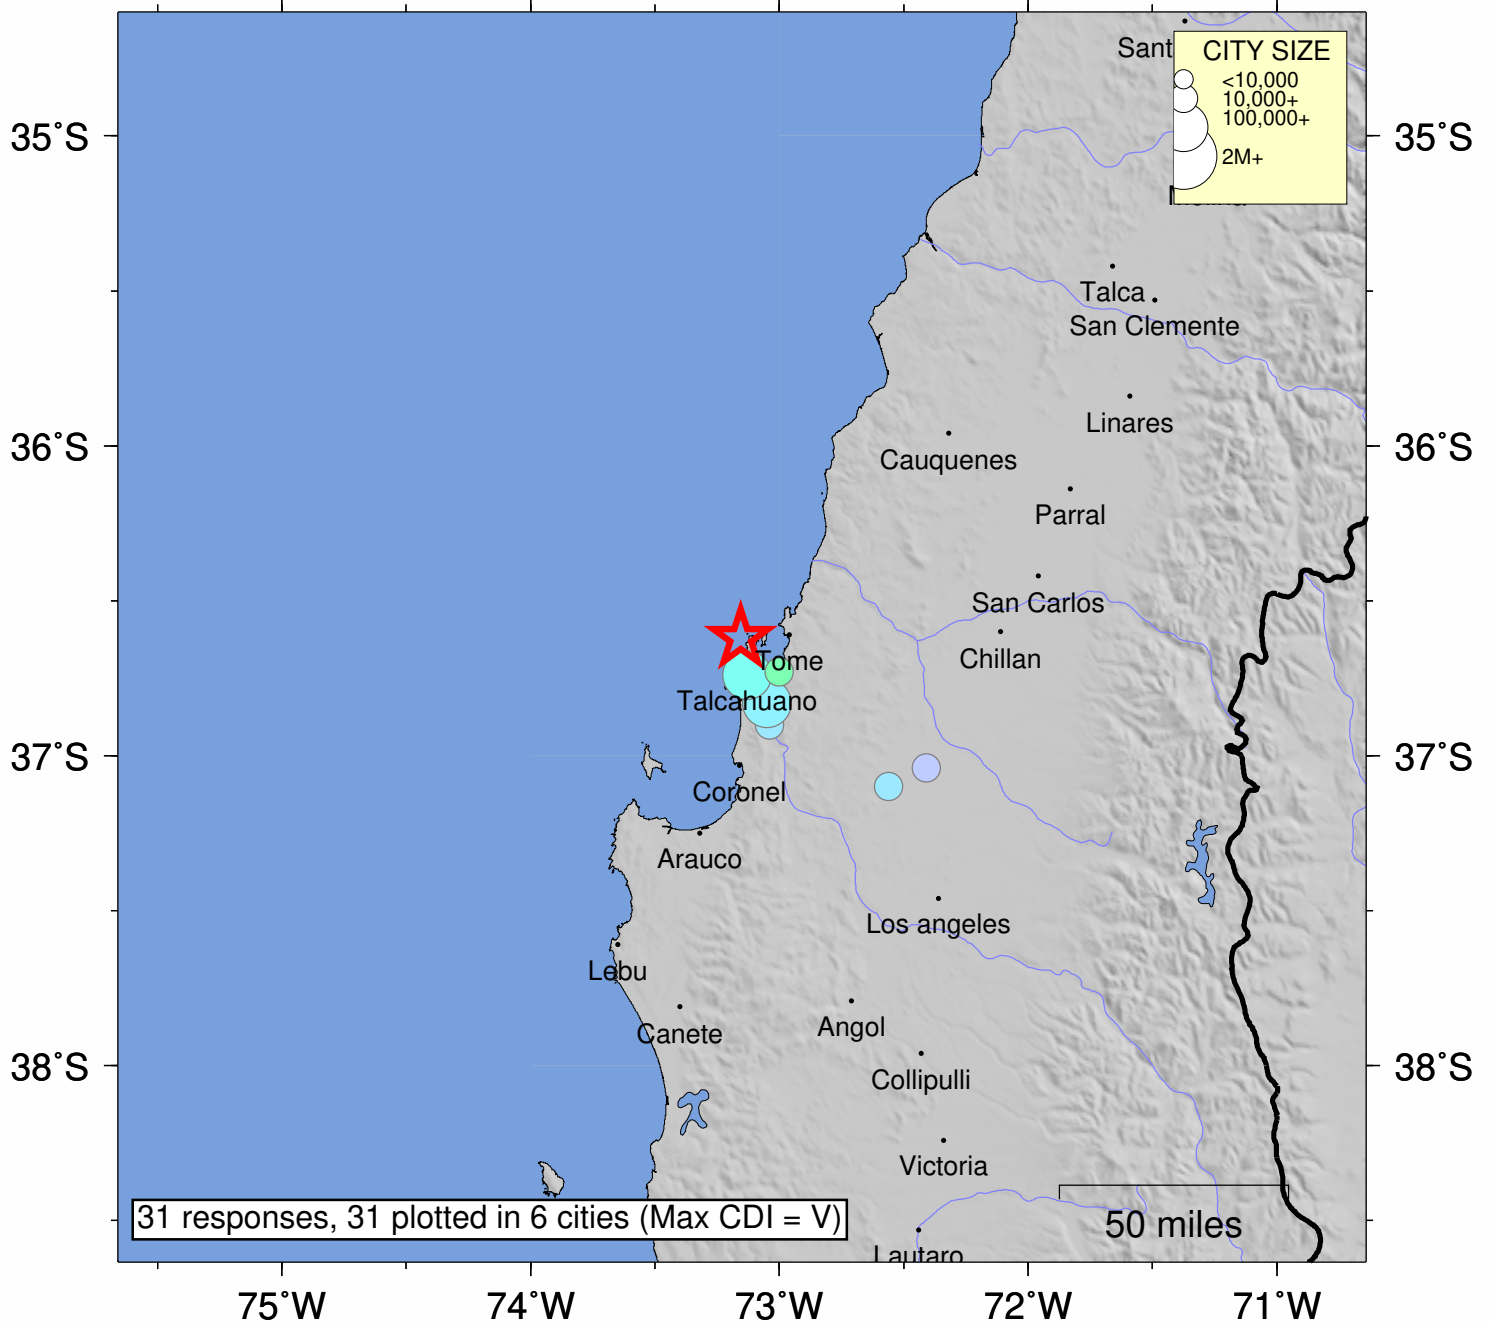 Sant
CITY SIZE
<10,000
10,000+
100,000+
2M+
35°S
35°S
Talca
San Clemente
Linares
36°S
36°S
Cauquenes
Parral
San Carlos
Chillan
Tome
Talcahuano
37°S
37°S
Coronel
Arauco
Los angeles
Lebu
Canete
Angol
38°S
38°S
Collipulli
Victoria
31 responses, 31 plotted in 6 cities (Max CDI = V)
50 miles
Lautaro
75°W
74°W
73°W
72°W
71°W